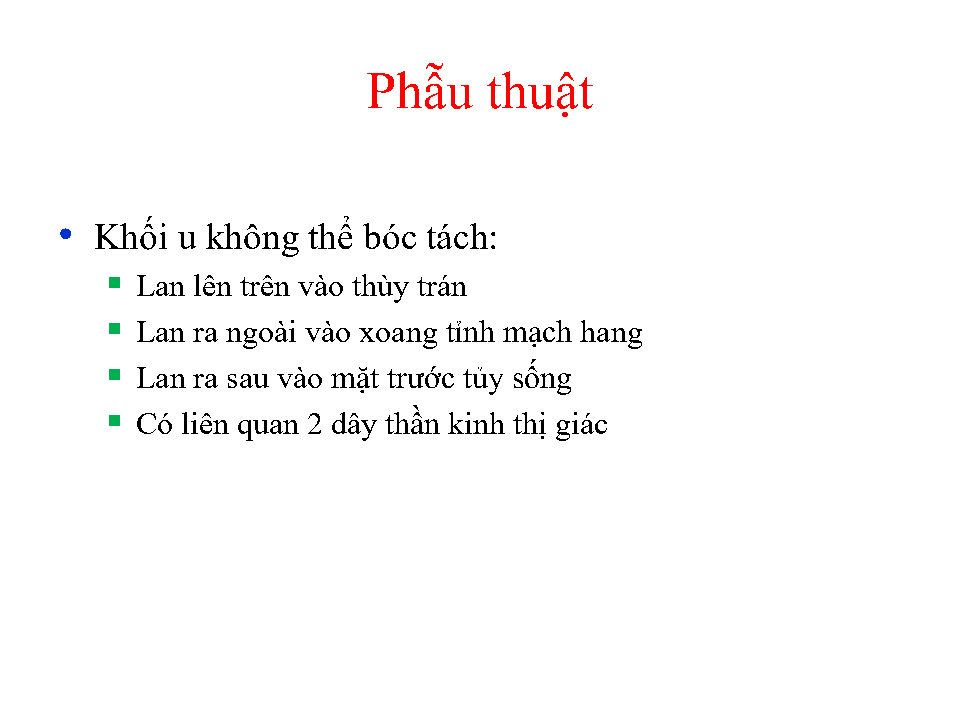 Phẫu thuật
• Khối u không thể bóc tách:
▪ Lan lên trên vào thùy trán
▪ Lan ra ngoài vào xoang tỉnh mạch hang
▪ Lan ra sau vào mặt trước tủy sống
▪ Có liên quan 2 dây thần kinh thị giác